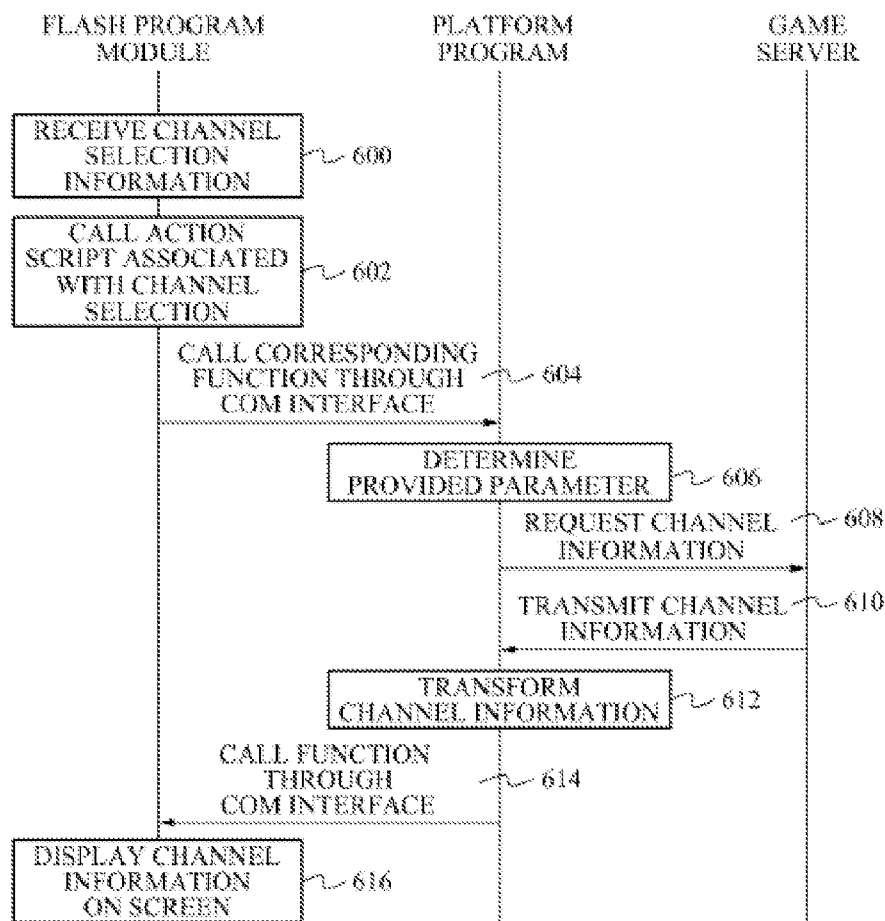 FLASH PROGRAM
MODULE
PLATFORM
PROGRAM
GAME
SERVER
RECEIVE CHANNEL
SELECTION
INFORMATION
600
CALL ACTION
SCRIPT ASSOCIATED
WITH CHANNEL
SELECTION
602
CALL CORRESPONDING
FUNCTION THROUGH
COM INTERFACE
604
DETERMINE
PROVIDED PARAMETER
606
REQUEST CHANNEL
INFORMATION
608
TRANSMIT CHANNEL
INFORMATION
610
TRANSFORM
CHANNEL INFORMATION
612
CALL FUNCTION
THROUGH
COM INTERFACE
614
DISPLAY CHANNEL
INFORMATION
ON SCREEN
616